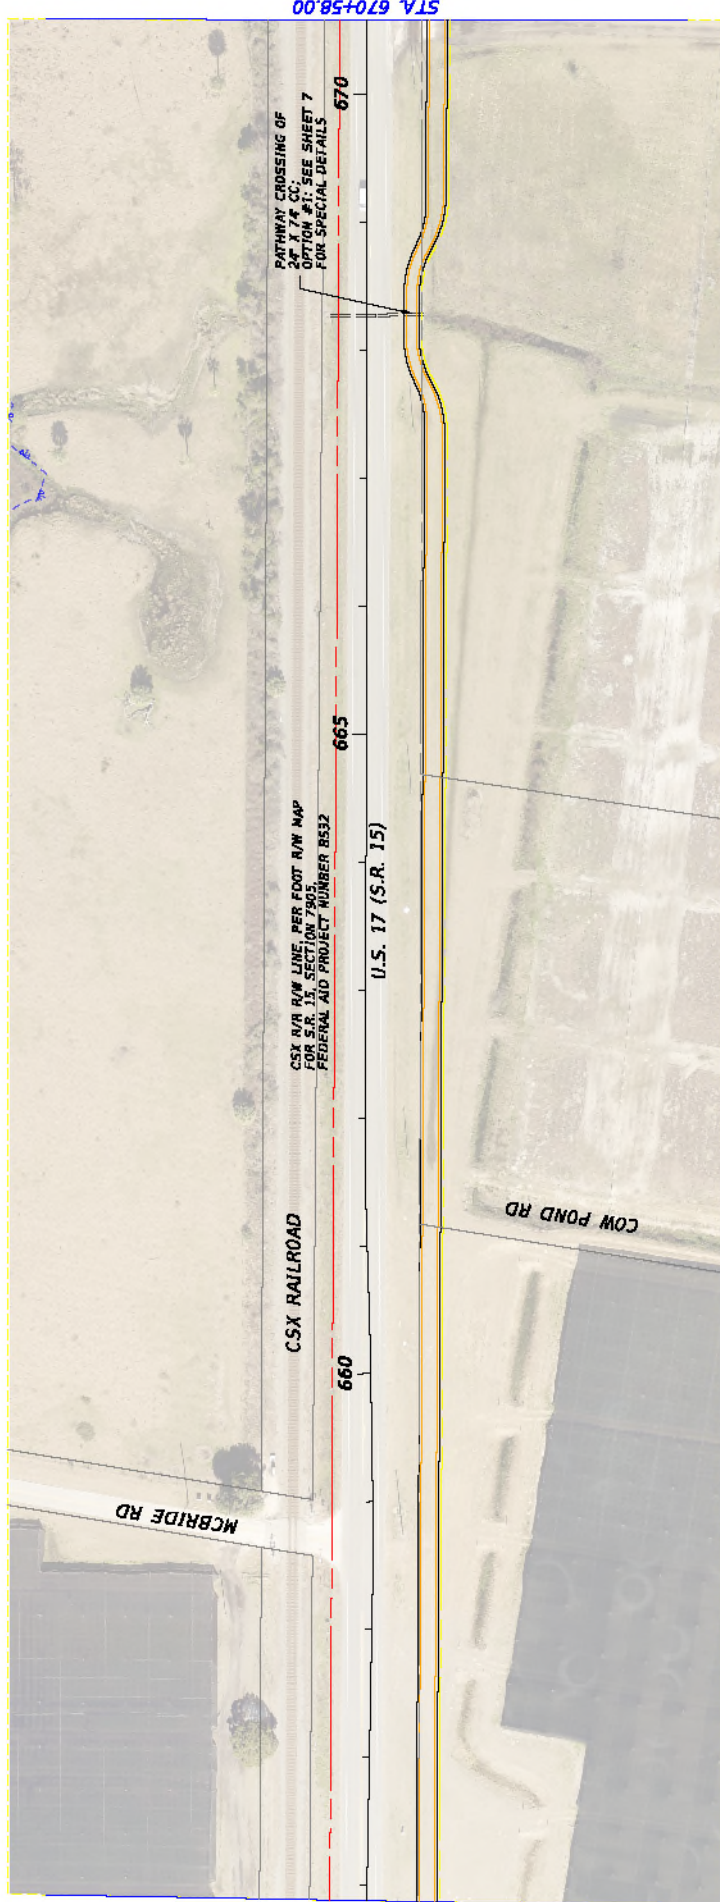 STA. 670+58.00
670
PATHWAY CROSSING OF
24" X 74' CC;
OPTION #1: SEE SHEET 7
FOR SPECIAL DETAILS
665
CSX R/R R/W LINE, PER FDOT R/W MAP
FOR S.R. 15, SECTION 7905,
FEDERAL AID PROJECT NUMBER 8532
U.S. 17 (S.R. 15)
COW POND RD
CSX RAILROAD
660
MCBRIDE RD